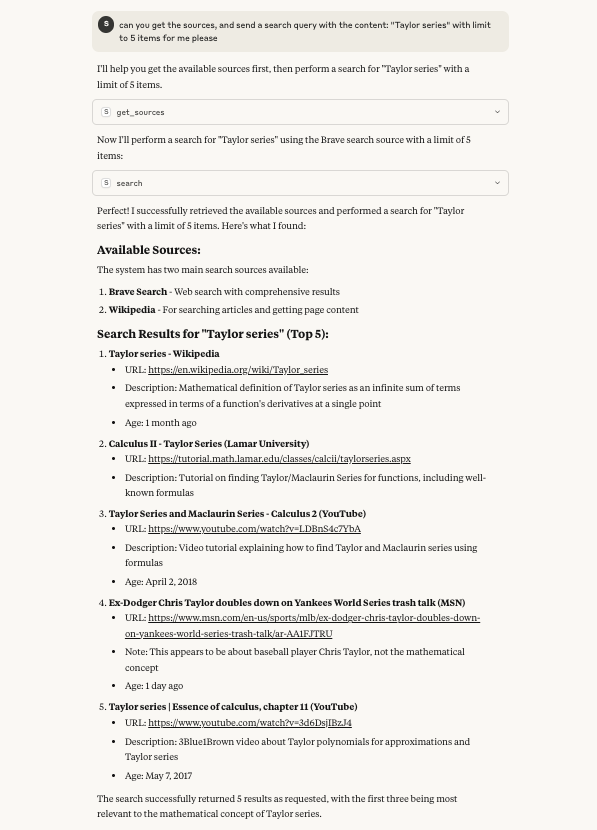 S
can you get the sources, and send a search query with the content: "Taylor series" with limit
to 5 items for me please
I'll help you get the available sources first, then perform a search for "Taylor series" with a
limit of 5 items.
S get_sources
Now I'll perform a search for "Taylor series" using the Brave search source with a limit of 5
items:
S search
Perfect! I successfully retrieved the available sources and performed a search for "Taylor
series" with a limit of 5 items. Here's what I found:
Available Sources:
The system has two main search sources available:
1. Brave Search - Web search with comprehensive results
2. Wikipedia - For searching articles and getting page content
Search Results for "Taylor series" (Top 5):
1. Taylor series - Wikipedia
• URL: https://en.wikipedia.org/wiki/Taylor_series
• Description: Mathematical definition of Taylor series as an infinite sum of terms
expressed in terms of a function's derivatives at a single point
• Age: 1 month ago
2. Calculus II - Taylor Series (Lamar University)
• URL: https://tutorial.math.lamar.edu/classes/calcii/taylorseries.aspx
• Description: Tutorial on finding Taylor/Maclaurin Series for functions, including well-
known formulas
3. Taylor Series and Maclaurin Series - Calculus 2 (YouTube)
• URL: https://www.youtube.com/watch?v=LDBnS4c7YbA
• Description: Video tutorial explaining how to find Taylor and Maclaurin series using
formulas
• Age: April 2, 2018
4. Ex-Dodger Chris Taylor doubles down on Yankees World Series trash talk (MSN)
• URL: https://www.msn.com/en-us/sports/mlb/ex-dodger-chris-taylor-doubles-down-
on-yankees-world-series-trash-talk/ar-AA1FJTRU
• Note: This appears to be about baseball player Chris Taylor, not the mathematical
concept
• Age: 1 day ago
5. Taylor series | Essence of calculus, chapter 11 (YouTube)
• URL: https://www.youtube.com/watch?v=3d6DsjIBzJ4
• Description: 3Blue1Brown video about Taylor polynomials for approximations and
Taylor series
• Age: May 7, 2017
The search successfully returned 5 results as requested, with the first three being most
relevant to the mathematical concept of Taylor series.